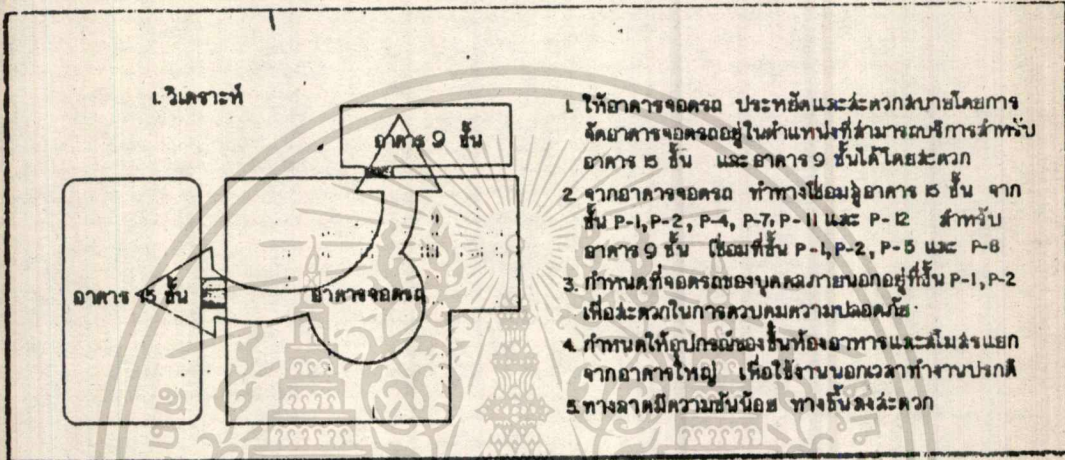 1. วิเคราะห์
อาคาร 9 ชั้น
อาคาร 15 ชั้น
อาคารจอดรถ
1. ให้อาคารจอดรถ ประหยัดและสะดวกสบายโดยการ
จัดอาคารจอดรถอยู่ในตำแหน่งที่สามารถบริการสำหรับ
อาคาร 15 ชั้น และอาคาร 9 ชั้นได้โดยสะดวก
2. จากอาคารจอดรถ ทำทางเชื่อมสู่อาคาร 15 ชั้น จาก
ชั้น P-1, P-2, P-4, P-7, P-11 และ P-12 สำหรับ
อาคาร 9 ชั้น เชื่อมที่ชั้น P-1, P-2, P-5 และ P-8
3. กำหนดที่จอดรถของบุคคลภายนอกอยู่ที่ชั้น P-1, P-2
เพื่อสะดวกในการควบคุมความปลอดภัย
4. กำหนดให้อุปกรณ์ของชั้นห้องอาหารและสโมสรแยก
จากอาคารใหญ่ เพื่อใช้งานนอกเวลาทำงานปรกติ
5. ทางลาดมีความชันน้อย ทางขึ้นลงสะดวก